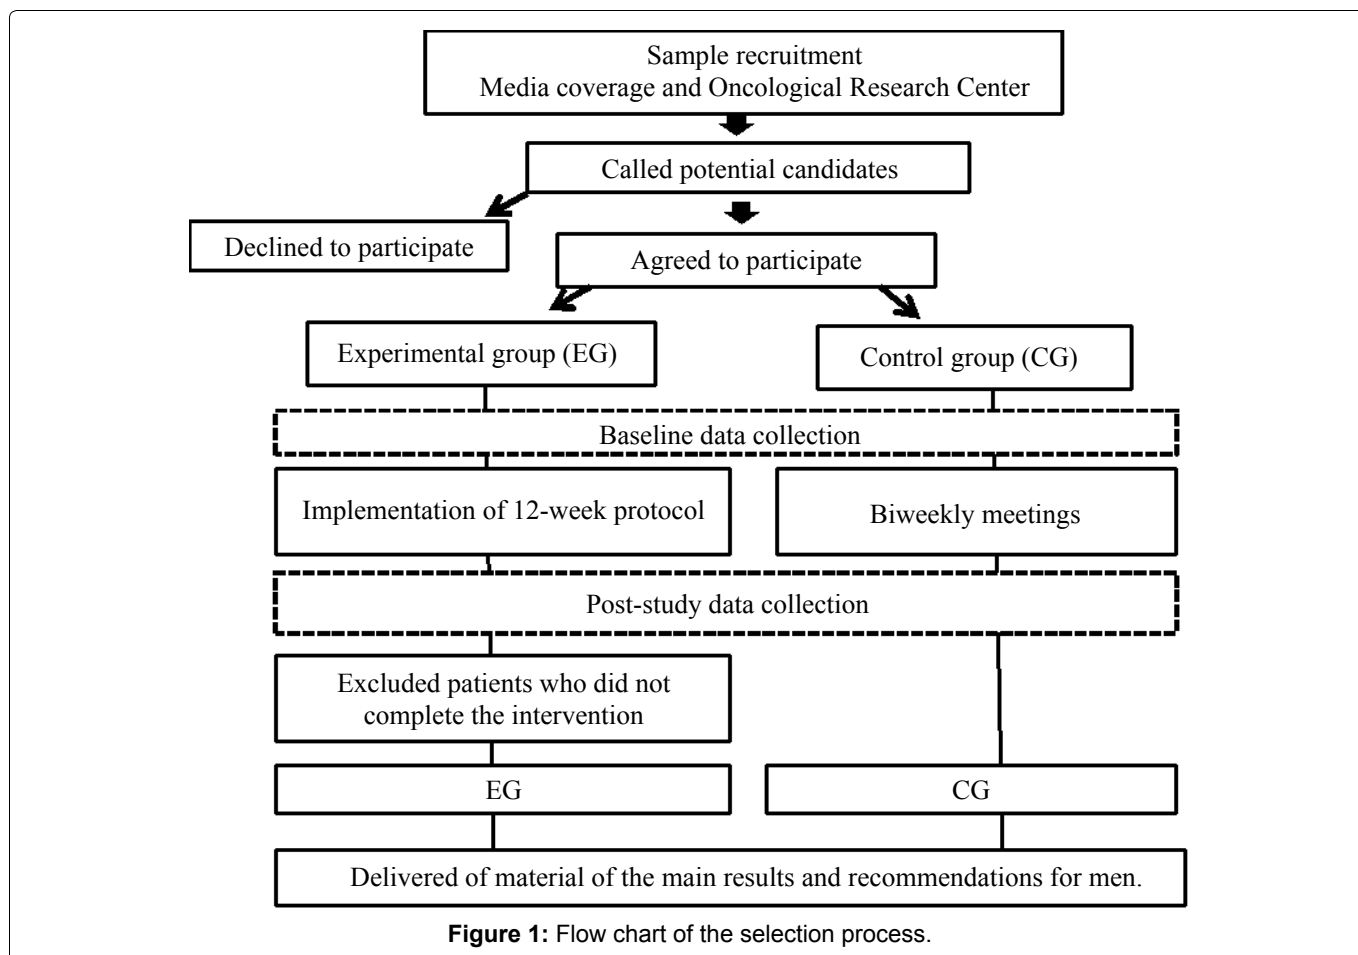 Sample recruitment
Media coverage and Oncological Research Center
Called potential candidates
Declined to participate
Agreed to participate
Experimental group (EG)
Control group (CG)
Baseline data collection
Implementation of 12-week protocol
Biweekly meetings
Post-study data collection
Excluded patients who did not
complete the intervention
EG
CG
Delivered of material of the main results and recommendations for men.
Figure 1: Flow chart of the selection process.